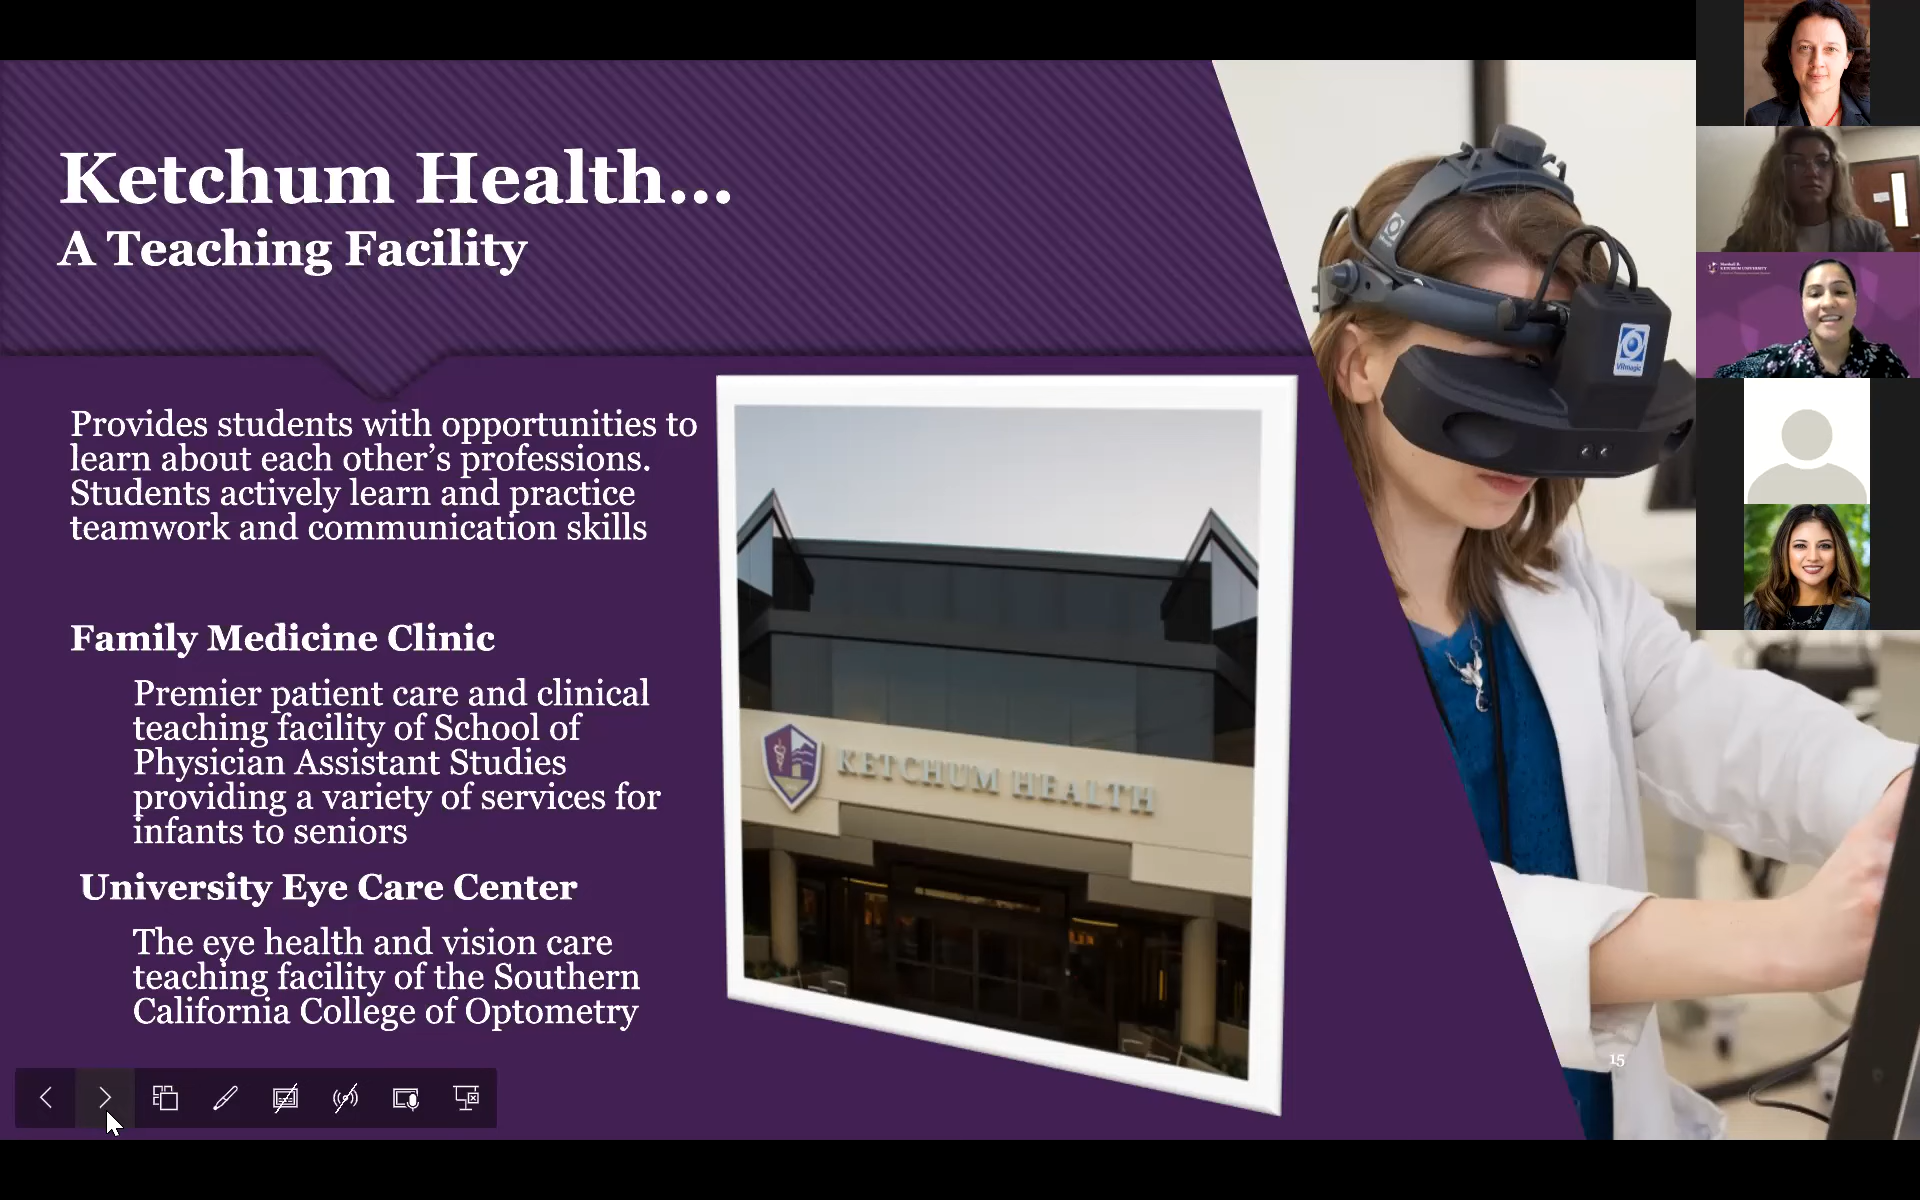 Ketchum Health...
A Teaching Facility
Provides students with opportunities to
learn about each other's professions.
Students actively learn and practice
teamwork and communication skills
Family Medicine Clinic
Premier patient care and clinical
teaching facility of School of
Physician Assistant Studies
providing a variety of services for
infants to seniors
University Eye Care Center
The eye health and vision care
teaching facility of the Southern
California College of Optometry
KETCHUM HEALTH
VRmagic
KETCHUM UNIVERSITY
15